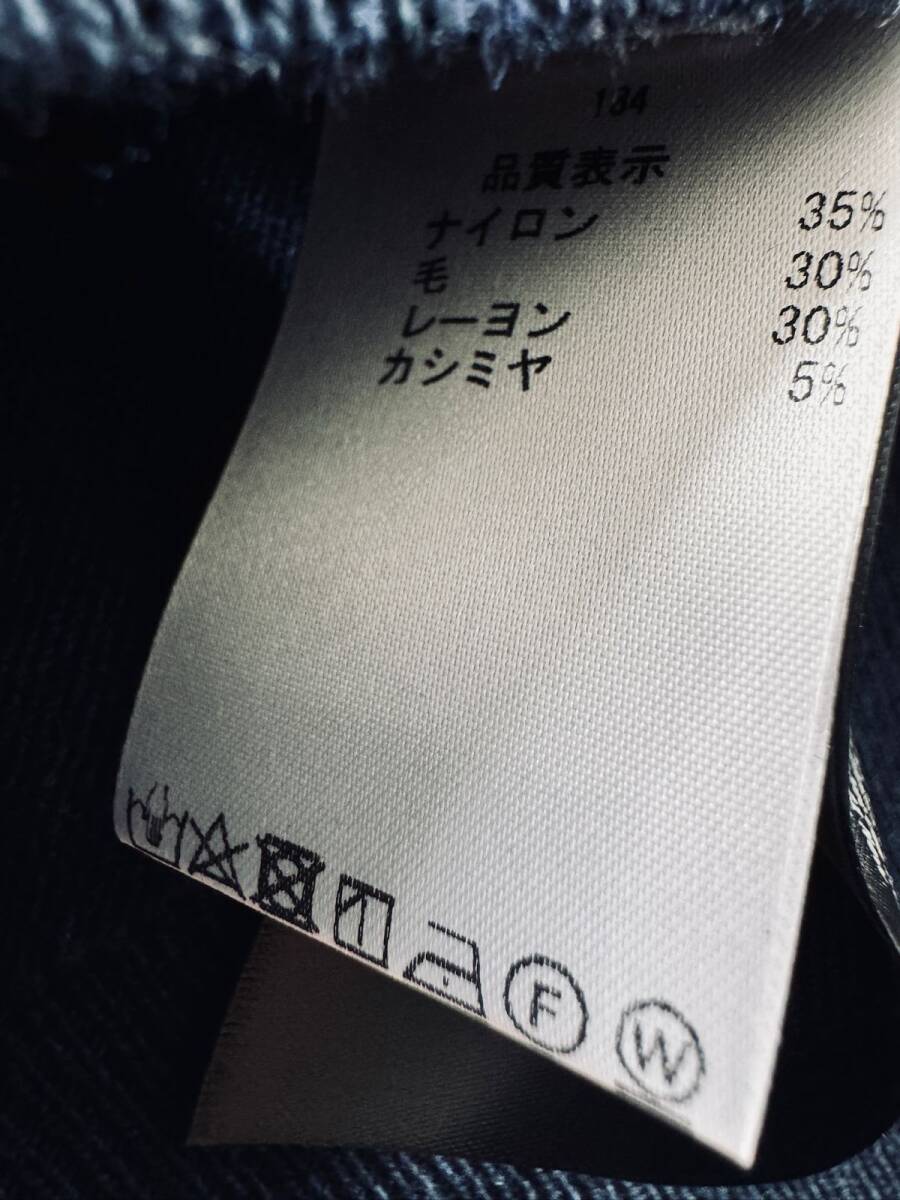 184
品質表示
ナイロン 35%
毛 30%
レーヨン 30%
カシミヤ 5%
F W